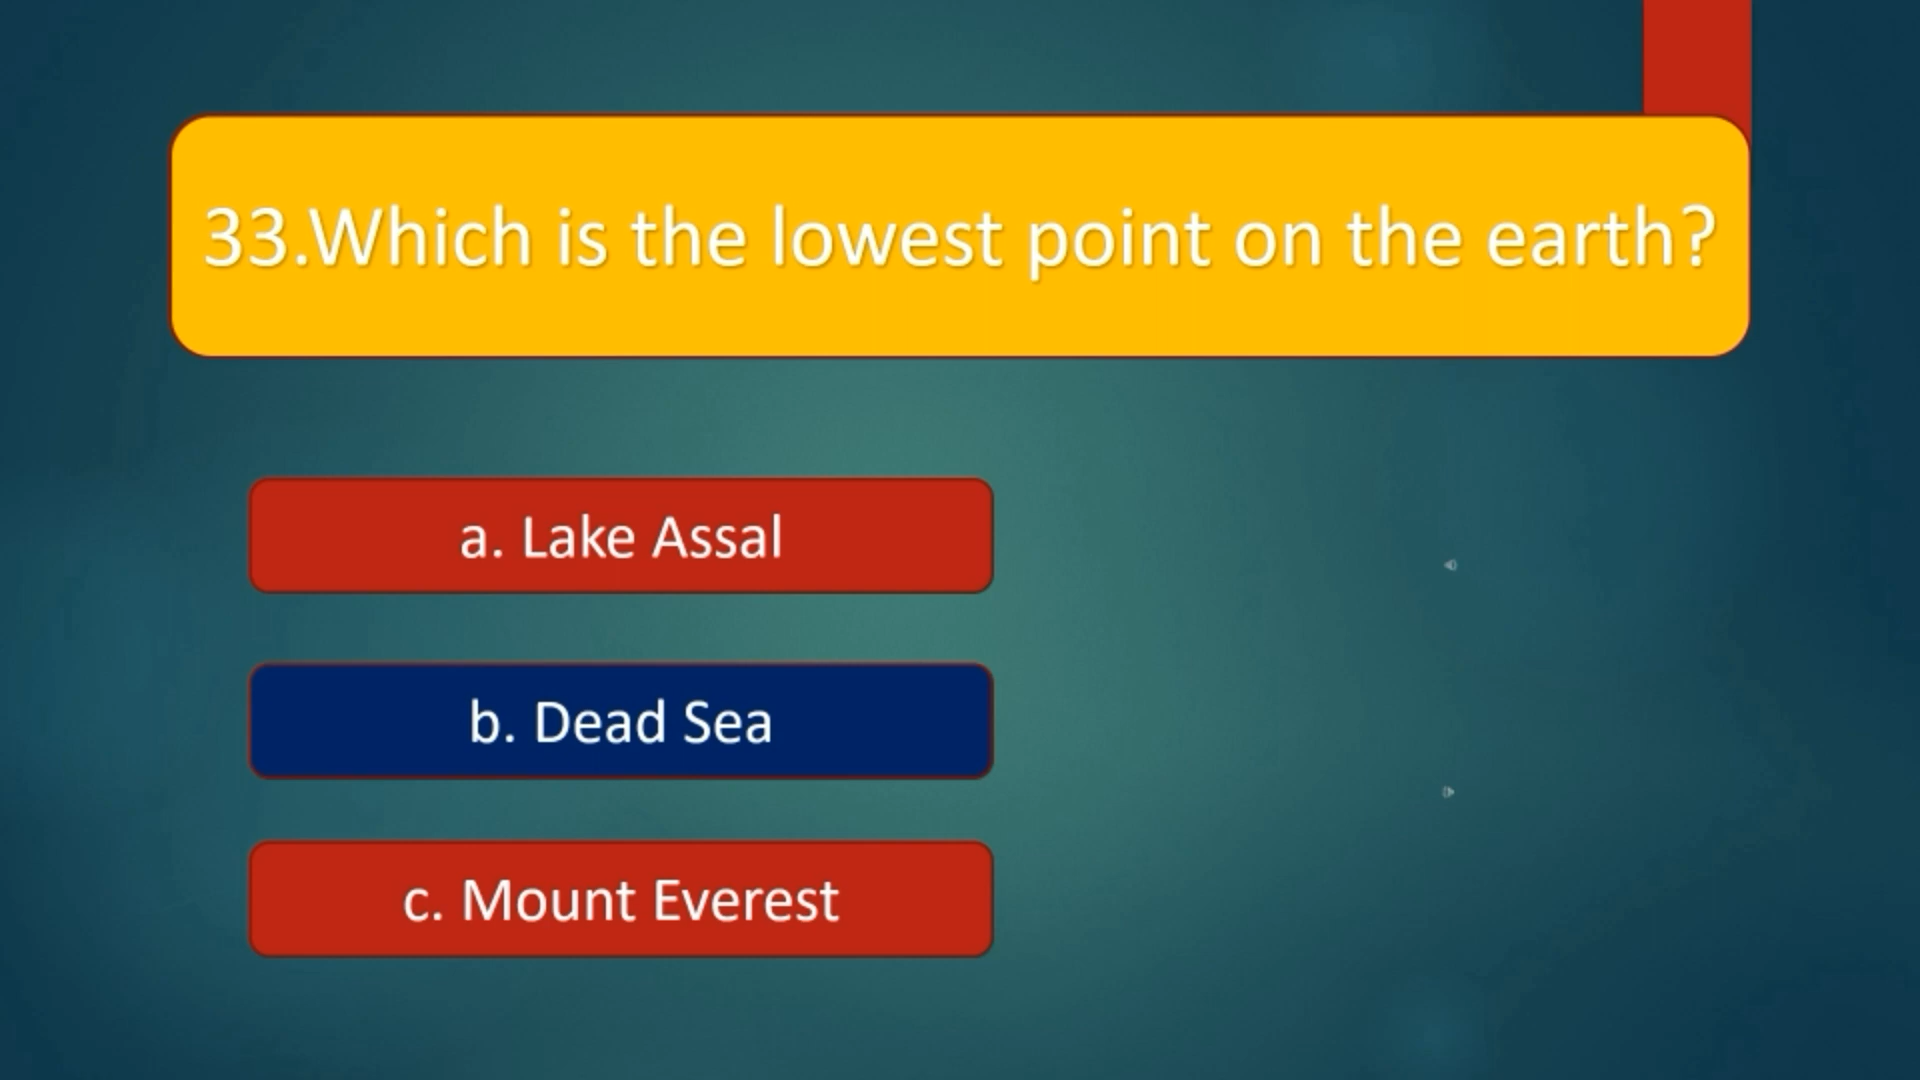 33.Which is the lowest point on the earth?
a. Lake Assal
b. Dead Sea
c. Mount Everest